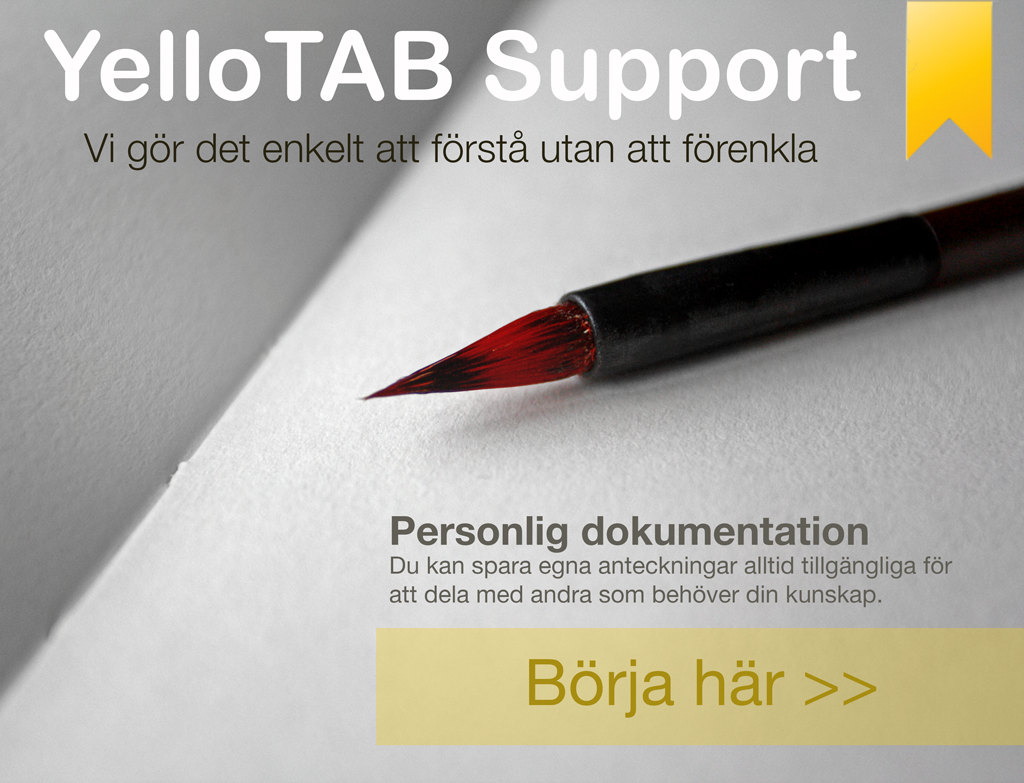 YelloTAB Support
Vi gör det enkelt att förstå utan att förenkla
Personlig dokumentation
Du kan spara egna anteckningar alltid tillgängliga för
att dela med andra som behöver din kunskap.
Börja här >>